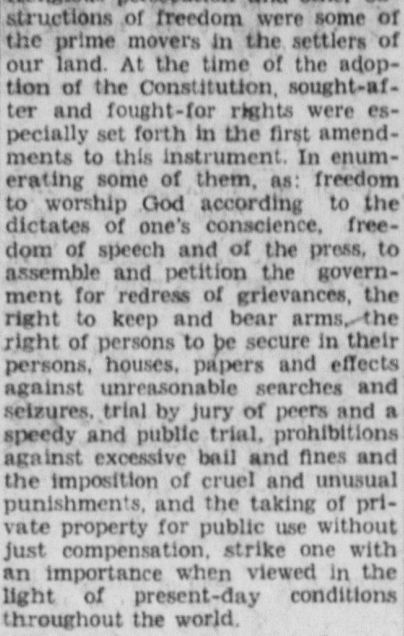 structions of freedom were some of
the prime movers in the settlers of
our land. At the time of the adop-
tion of the Constitution, sought-af-
ter and fought-for rights were es-
pecially set forth in the first amend-
ments to this instrument. In enum-
erating some of them, as: freedom
to worship God according to the
dictates of one's conscience, free-
dom of speech and of the press, to
assemble and petition the govern-
ment for redress of grievances, the
right to keep and bear arms, the
right of persons to be secure in their
persons, houses, papers and effects
against unreasonable searches and
seizures, trial by jury of peers and a
speedy and public trial, prohibitions
against excessive bail and fines and
the imposition of cruel and unusual
punishments, and the taking of pri-
vate property for public use without
just compensation, strike one with
an importance when viewed in the
light of present-day conditions
throughout the world.